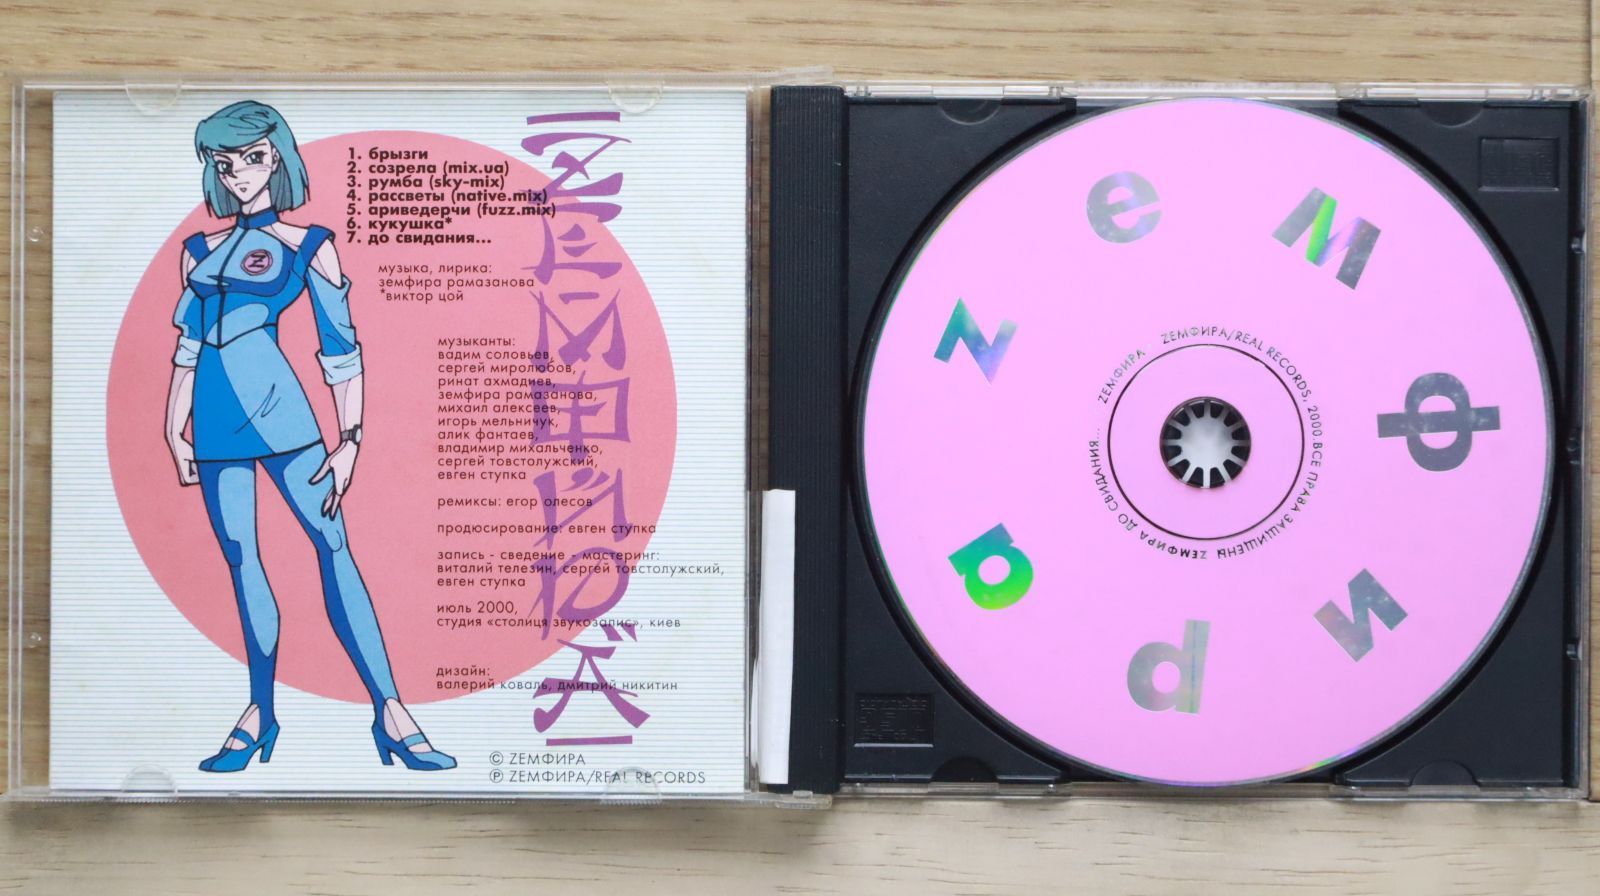 1. брызги
2. созрела (mix.ua)
3. румба (sky-mix)
4. рассветы (native.mix)
5. ариведерчи (fuzz.mix)
6. кукушка*
7. до свидания...
музыка, лирика:
земфира рамазанова
*виктор цой
музыканты:
вадим соловьев,
сергей миролюбов,
ринат ахмадиев,
земфира рамазанова,
михаил алексеев,
игорь мельничук,
алик фантаев,
владимир михальченко,
сергей товстолужский,
евген ступка
ремиксы: егор олесов
продюсирование: евген ступка
запись - сведение - мастеринг:
виталий телезин, сергей товстолужский,
евген ступка
июль 2000,
студия «столиця звукозапис», киев
дизайн:
валерий коваль, дмитрий никитин
© ZЕМФИРА
℗ ZЕМФИРА/REAL RECORDS
Z
ZЕМФИРА
zемфира
ZЕМФИРА ДО СВИДАНИЯ... ZЕМФИРА · ZЕМФИРА/REAL RECORDS, 2000 ВСЕ ПРАВА ЗАЩИЩЕНЫ